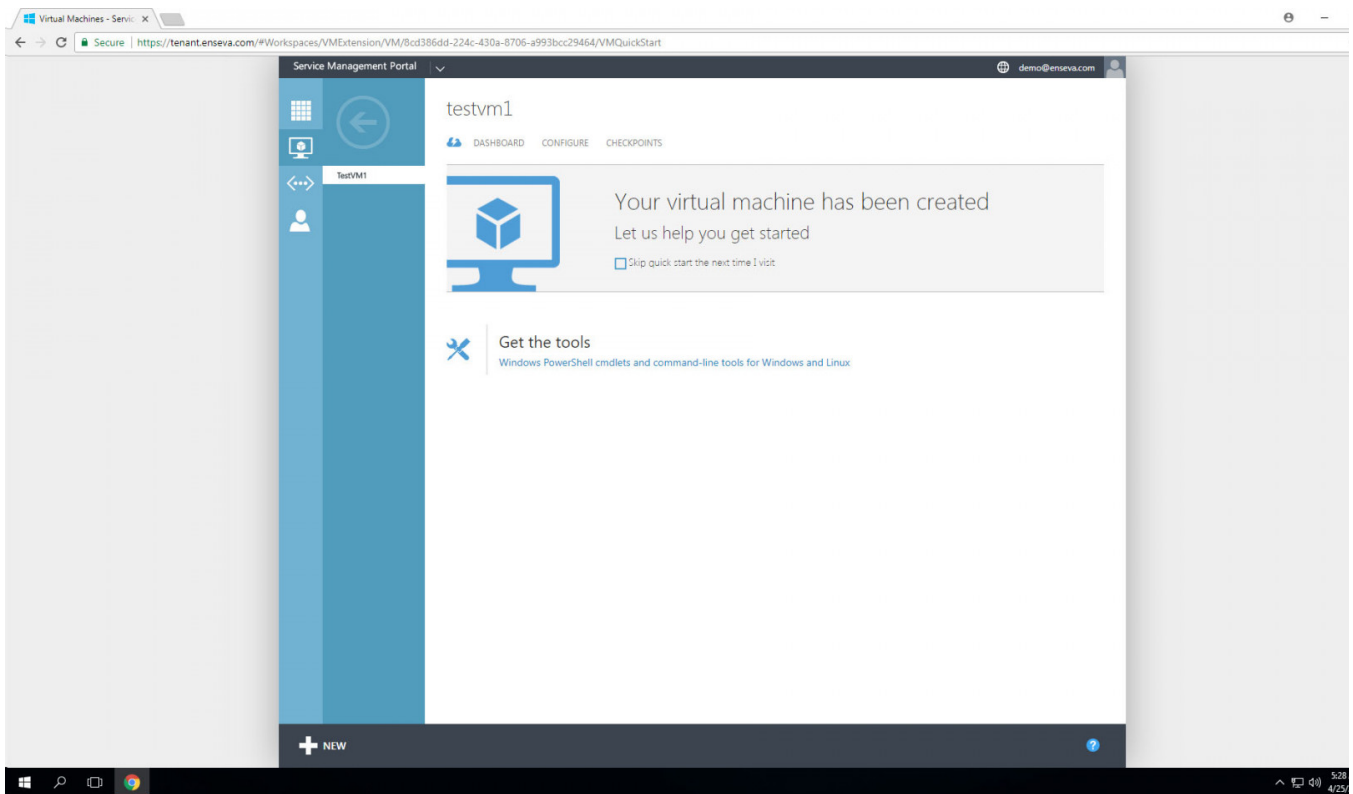 Virtual Machines - Servic
Secure | https://tenant.enseva.com/#Workspaces/VMExtension/VM/8cd386dd-224c-430a-8706-a993bcc29464/VMQuickStart
Service Management Portal
demo@enseva.com
testvm1
DASHBOARD CONFIGURE CHECKPOINTS
TestVM1
Your virtual machine has been created
Let us help you get started
Skip quick start the next time I visit
Get the tools
Windows PowerShell cmdlets and command-line tools for Windows and Linux
NEW
?
5:28
4/25/